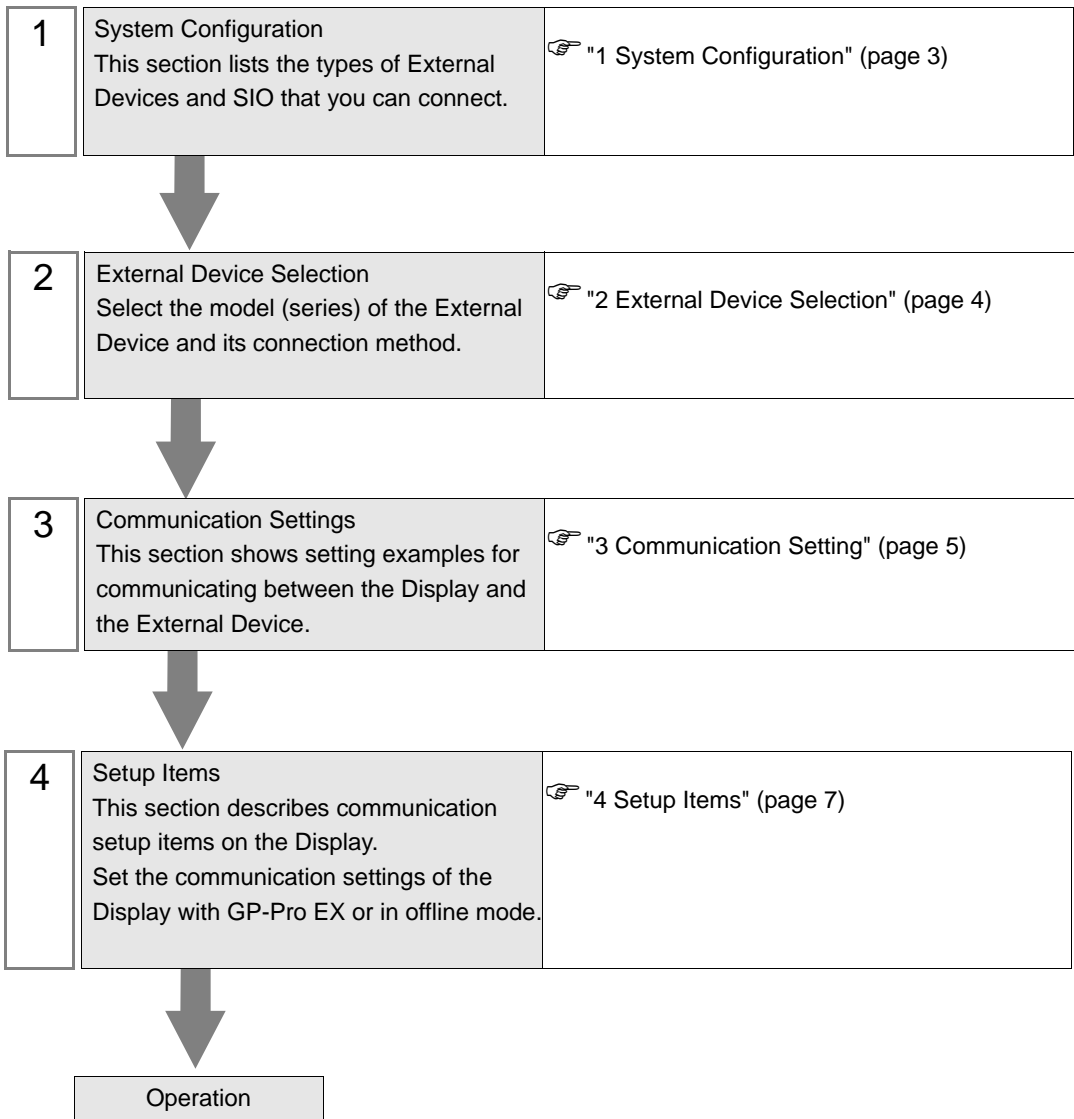 1
System Configuration
This section lists the types of External
Devices and SIO that you can connect.
"1 System Configuration" (page 3)
2
External Device Selection
Select the model (series) of the External
Device and its connection method.
"2 External Device Selection" (page 4)
3
Communication Settings
This section shows setting examples for
communicating between the Display and
the External Device.
"3 Communication Setting" (page 5)
4
Setup Items
This section describes communication
setup items on the Display.
Set the communication settings of the
Display with GP-Pro EX or in offline mode.
"4 Setup Items" (page 7)
Operation